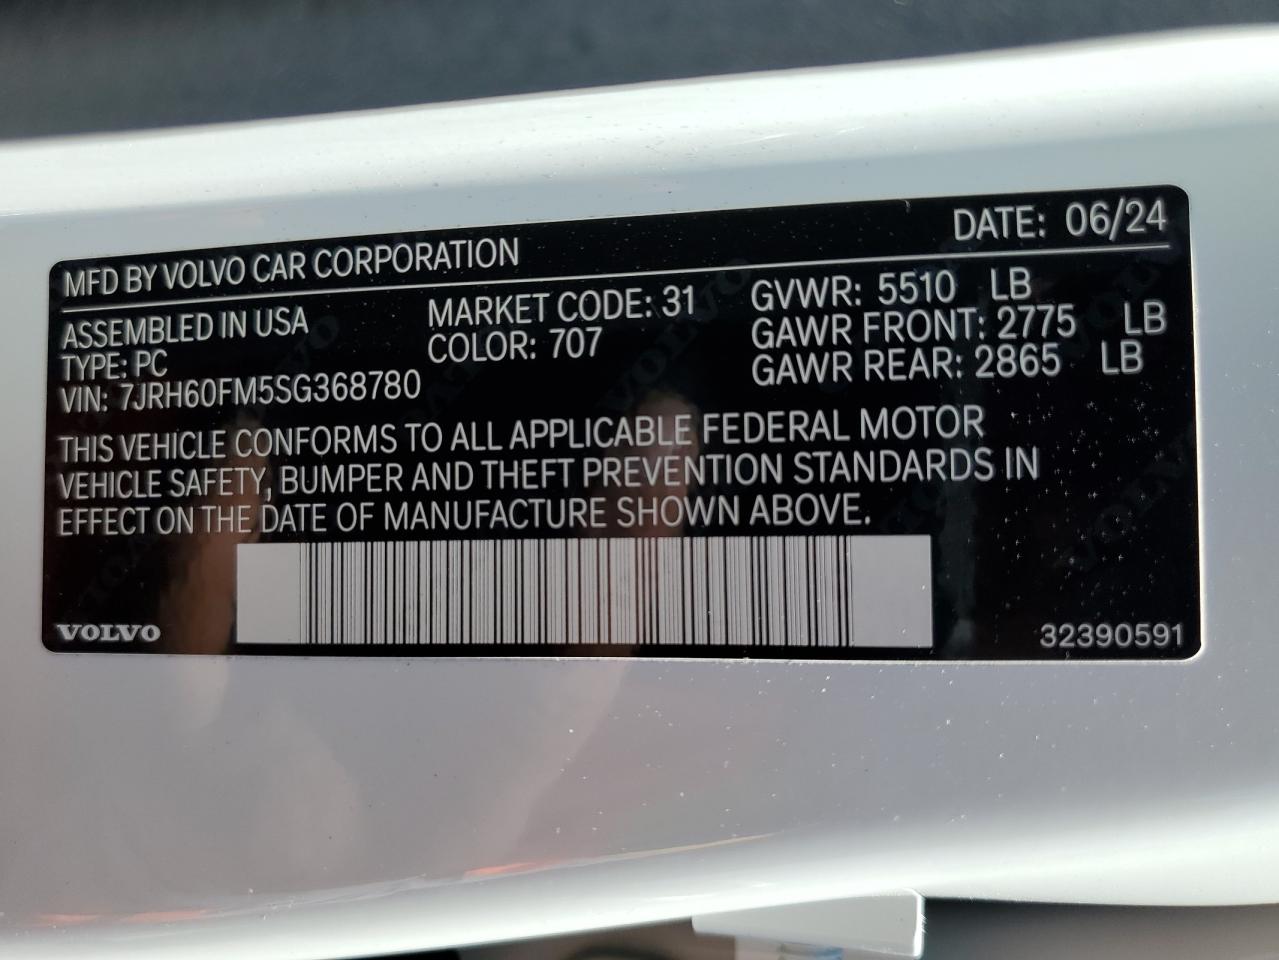 DATE: 06/24
MFD BY VOLVO CAR CORPORATION
ASSEMBLED IN USA
TYPE: PC
VIN: 7JRH60FM5SG368780
MARKET CODE: 31
COLOR: 707
GVWR: 5510 LB
GAWR FRONT: 2775 LB
GAWR REAR: 2865 LB
THIS VEHICLE CONFORMS TO ALL APPLICABLE FEDERAL MOTOR
VEHICLE SAFETY, BUMPER AND THEFT PREVENTION STANDARDS IN
EFFECT ON THE DATE OF MANUFACTURE SHOWN ABOVE.
VOLVO
32390591